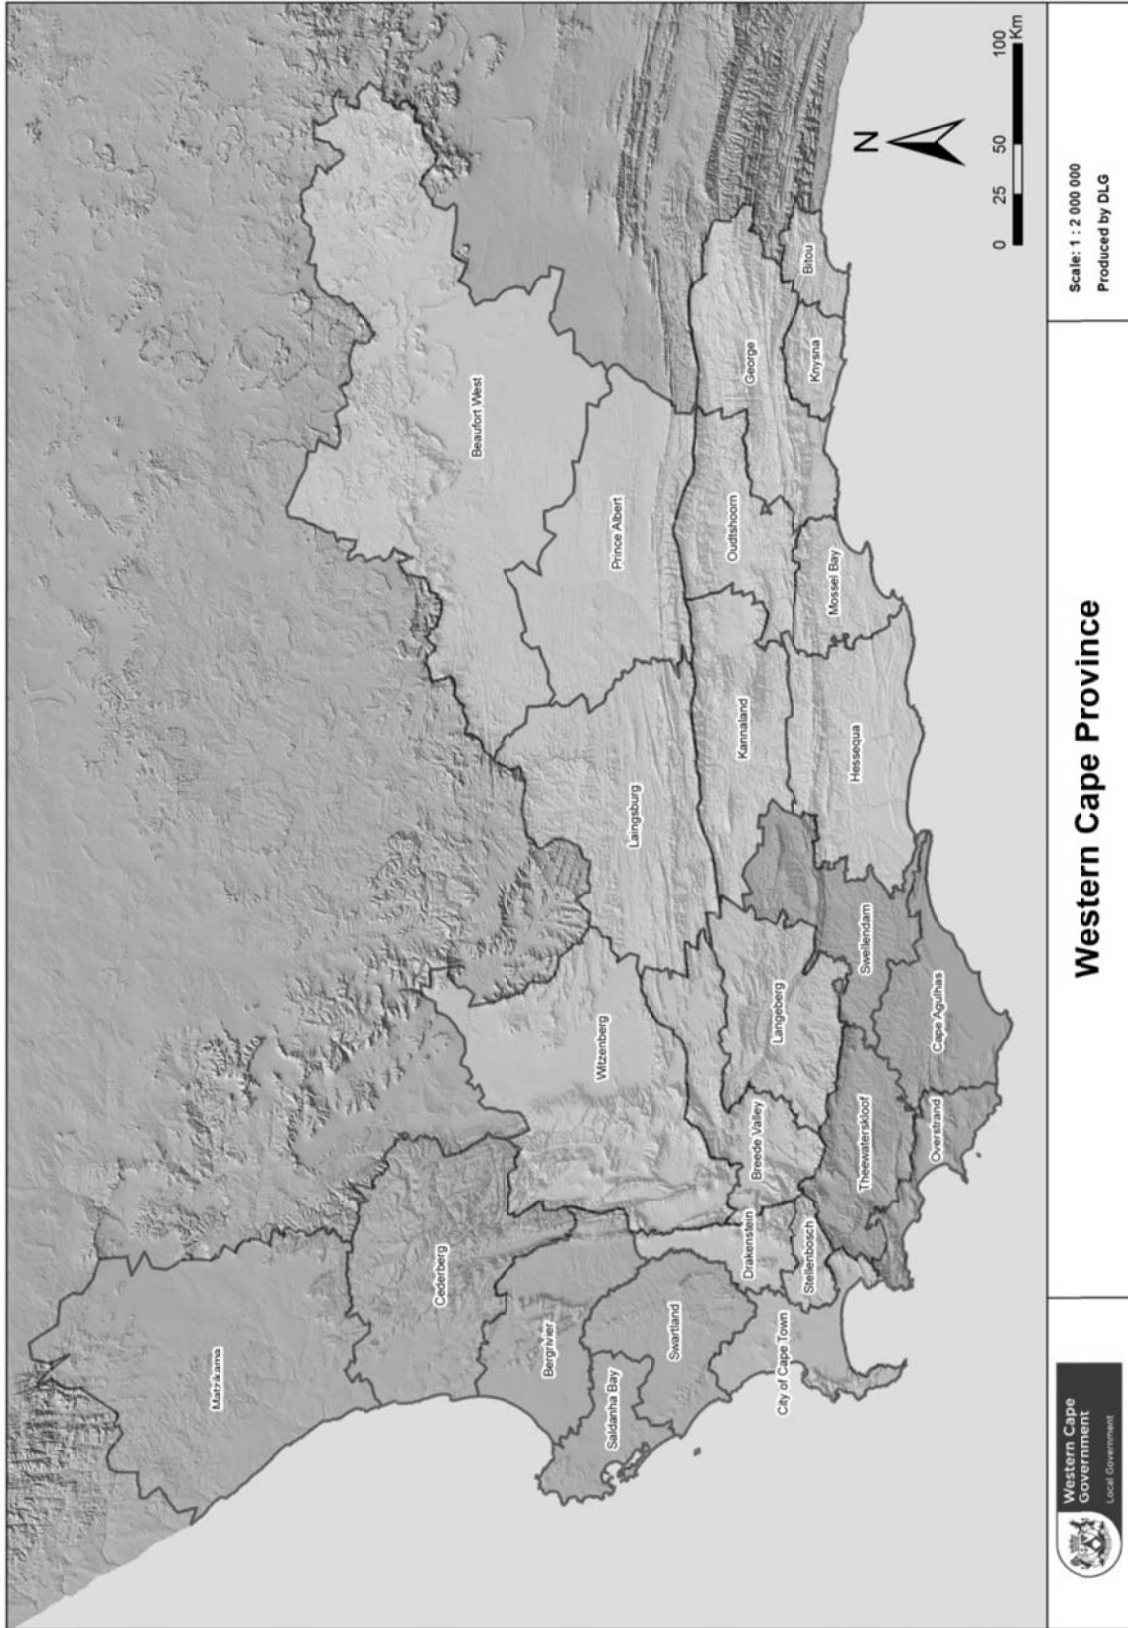 Matzikama
Cederberg
Bergrivier
Saldanha Bay
Swartland
City of Cape Town
Drakenstein
Stellenbosch
Witzenberg
Breede Valley
Langeberg
Theewaterskloof
Overstrand
Cape Agulhas
Swellendam
Laingsburg
Kannaland
Hessequa
Prince Albert
Beaufort West
Oudtshoorn
Mossel Bay
George
Knysna
Bitou
N
0 25 50 100
Km
Western Cape
Government
Local Government
Western Cape Province
Scale: 1 : 2 000 000
Produced by DLG